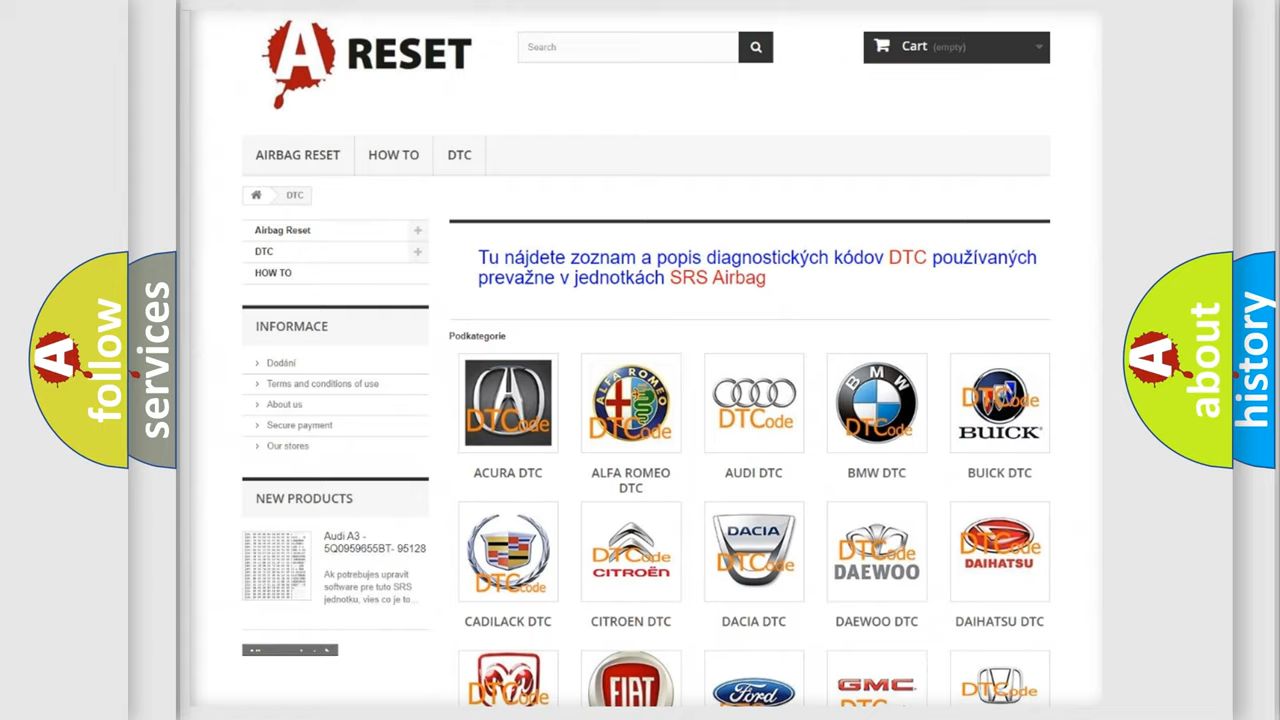 A RESET
Search
Cart (empty)
AIRBAG RESET
HOW TO
DTC
DTC
Airbag Reset
DTC
HOW TO
Tu nájdete zoznam a popis diagnostických kódov DTC používaných
prevažne v jednotkách SRS Airbag
INFORMACE
Dodání
Terms and conditions of use
About us
Secure payment
Our stores
Podkategorie
DTCode
ALFA ROMEO
DTCode
DTCode
BMW
DTCode
DTCode
BUICK
ACURA DTC
ALFA ROMEO
DTC
AUDI DTC
BMW DTC
BUICK DTC
NEW PRODUCTS
Audi A3 -
5Q0959655BT- 95128
Ak potrebujes upravit
software pre tuto SRS
jednotku, vies co je to...
DTCode
DTCode
CITROËN
DACIA
DTCode
DTCode
DAEWOO
DTCode
DAIHATSU
CADILACK DTC
CITROEN DTC
DACIA DTC
DAEWOO DTC
DAIHATSU DTC
DTCode
FIAT
Ford
GMC
DTCode
A follow
services
A about
history